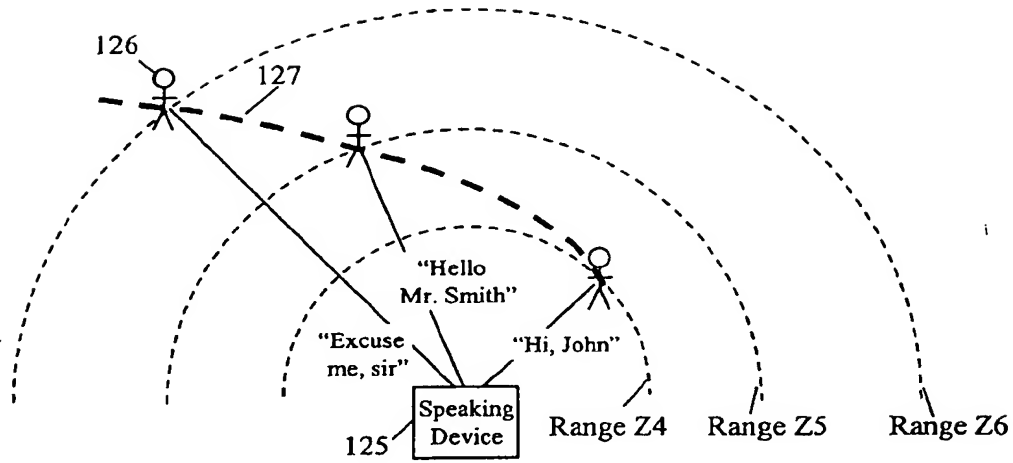 126
127
“Hello
Mr. Smith”
“Excuse
me, sir”
“Hi, John”
Speaking
Device
125
Range Z4
Range Z5
Range Z6